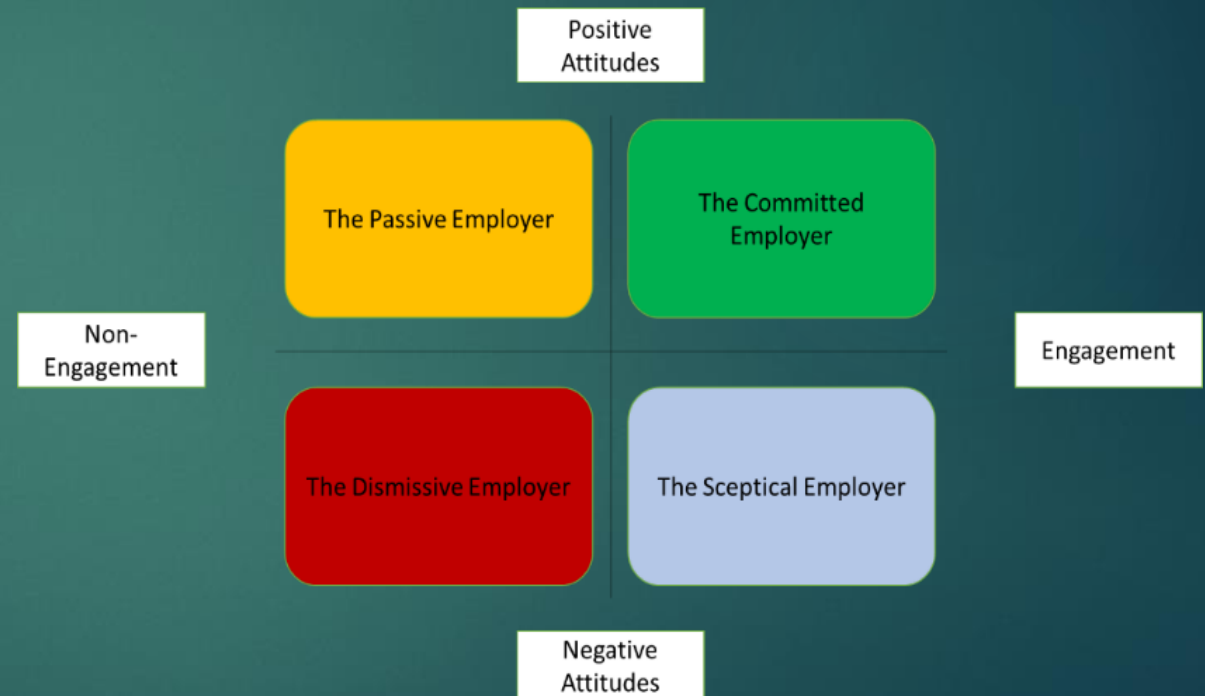 Positive
Attitudes
The Passive Employer
The Committed
Employer
Non-
Engagement
Engagement
The Dismissive Employer
The Sceptical Employer
Negative
Attitudes